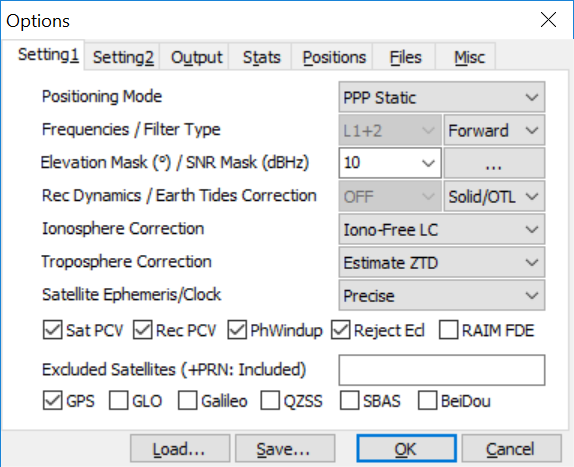 Options
Setting1 Setting2 Output Stats Positions Files Misc
Positioning Mode PPP Static
Frequencies / Filter Type L1+2 Forward
Elevation Mask (°) / SNR Mask (dBHz) 10 ...
Rec Dynamics / Earth Tides Correction OFF Solid/OTL
Ionosphere Correction Iono-Free LC
Troposphere Correction Estimate ZTD
Satellite Ephemeris/Clock Precise
Sat PCV Rec PCV PhWindup Reject Ecl RAIM FDE
Excluded Satellites (+PRN: Included)
GPS GLO Galileo QZSS SBAS BeiDou
Load... Save... OK Cancel